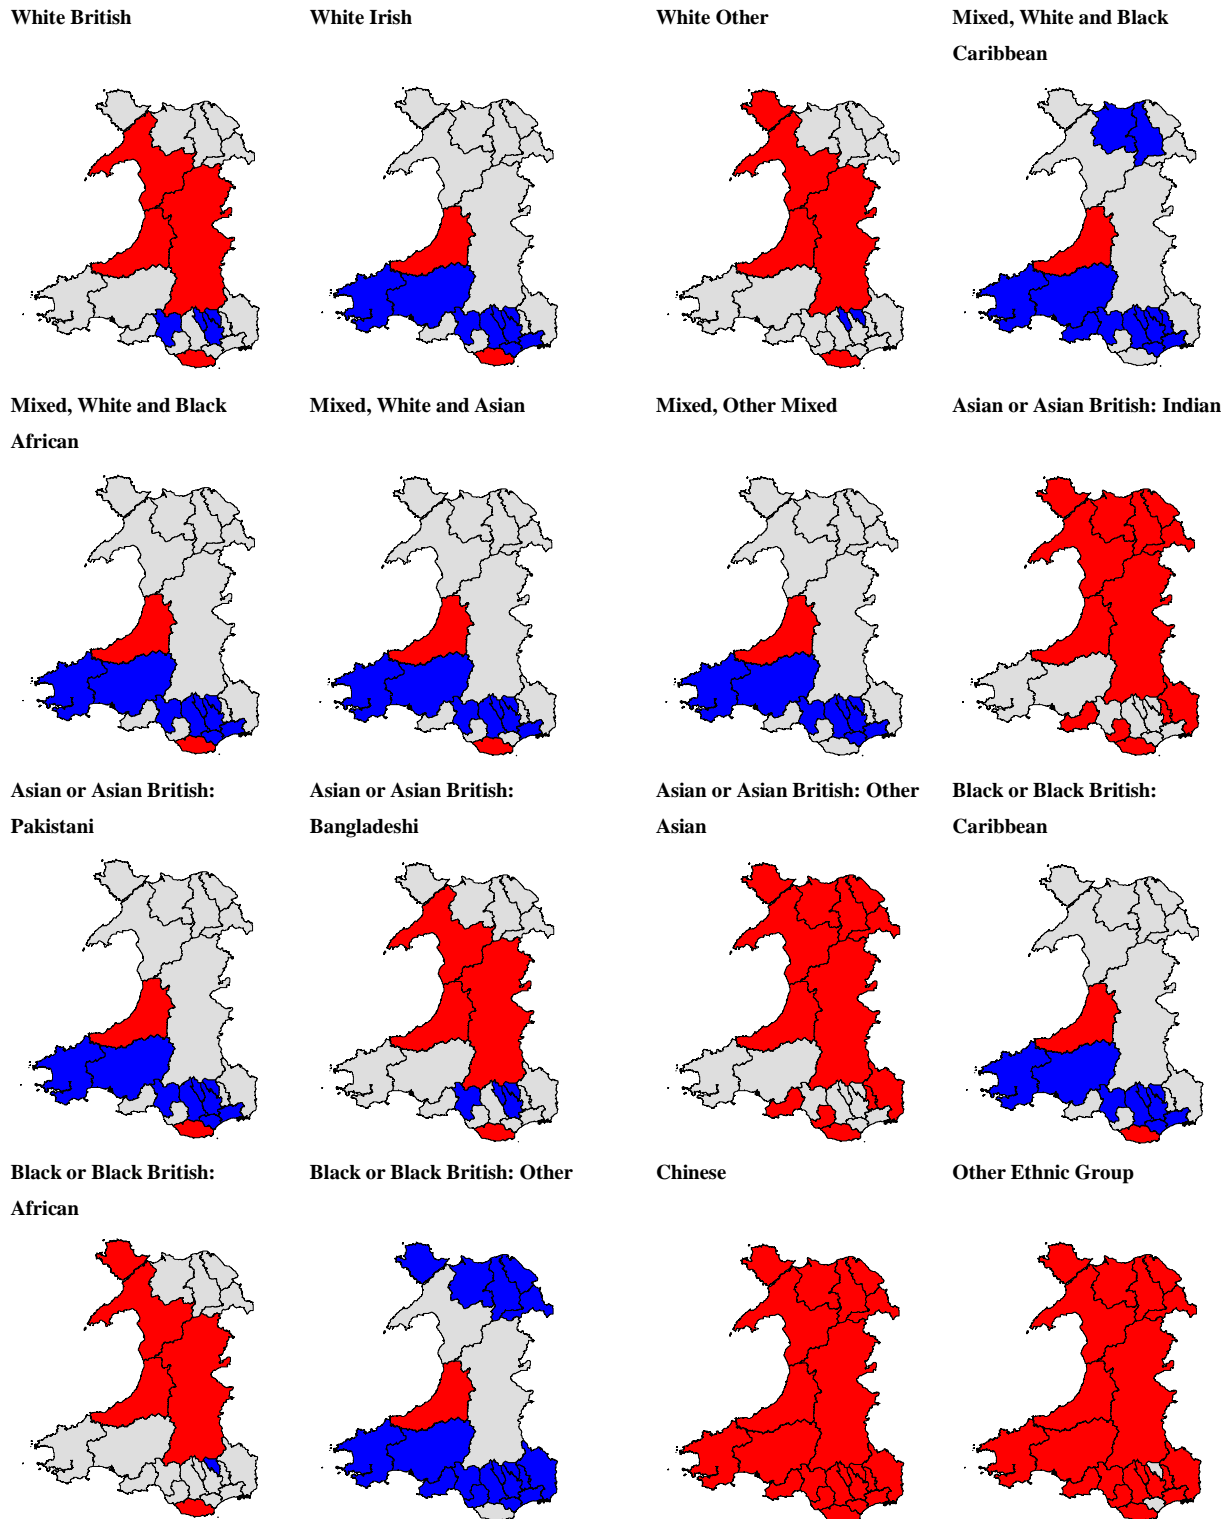 White British
White Irish
White Other
Mixed, White and Black
Caribbean
Mixed, White and Black
African
Mixed, White and Asian
Mixed, Other Mixed
Asian or Asian British: Indian
Asian or Asian British:
Pakistani
Asian or Asian British:
Bangladeshi
Asian or Asian British: Other
Asian
Black or Black British:
Caribbean
Black or Black British:
African
Black or Black British: Other
Chinese
Other Ethnic Group